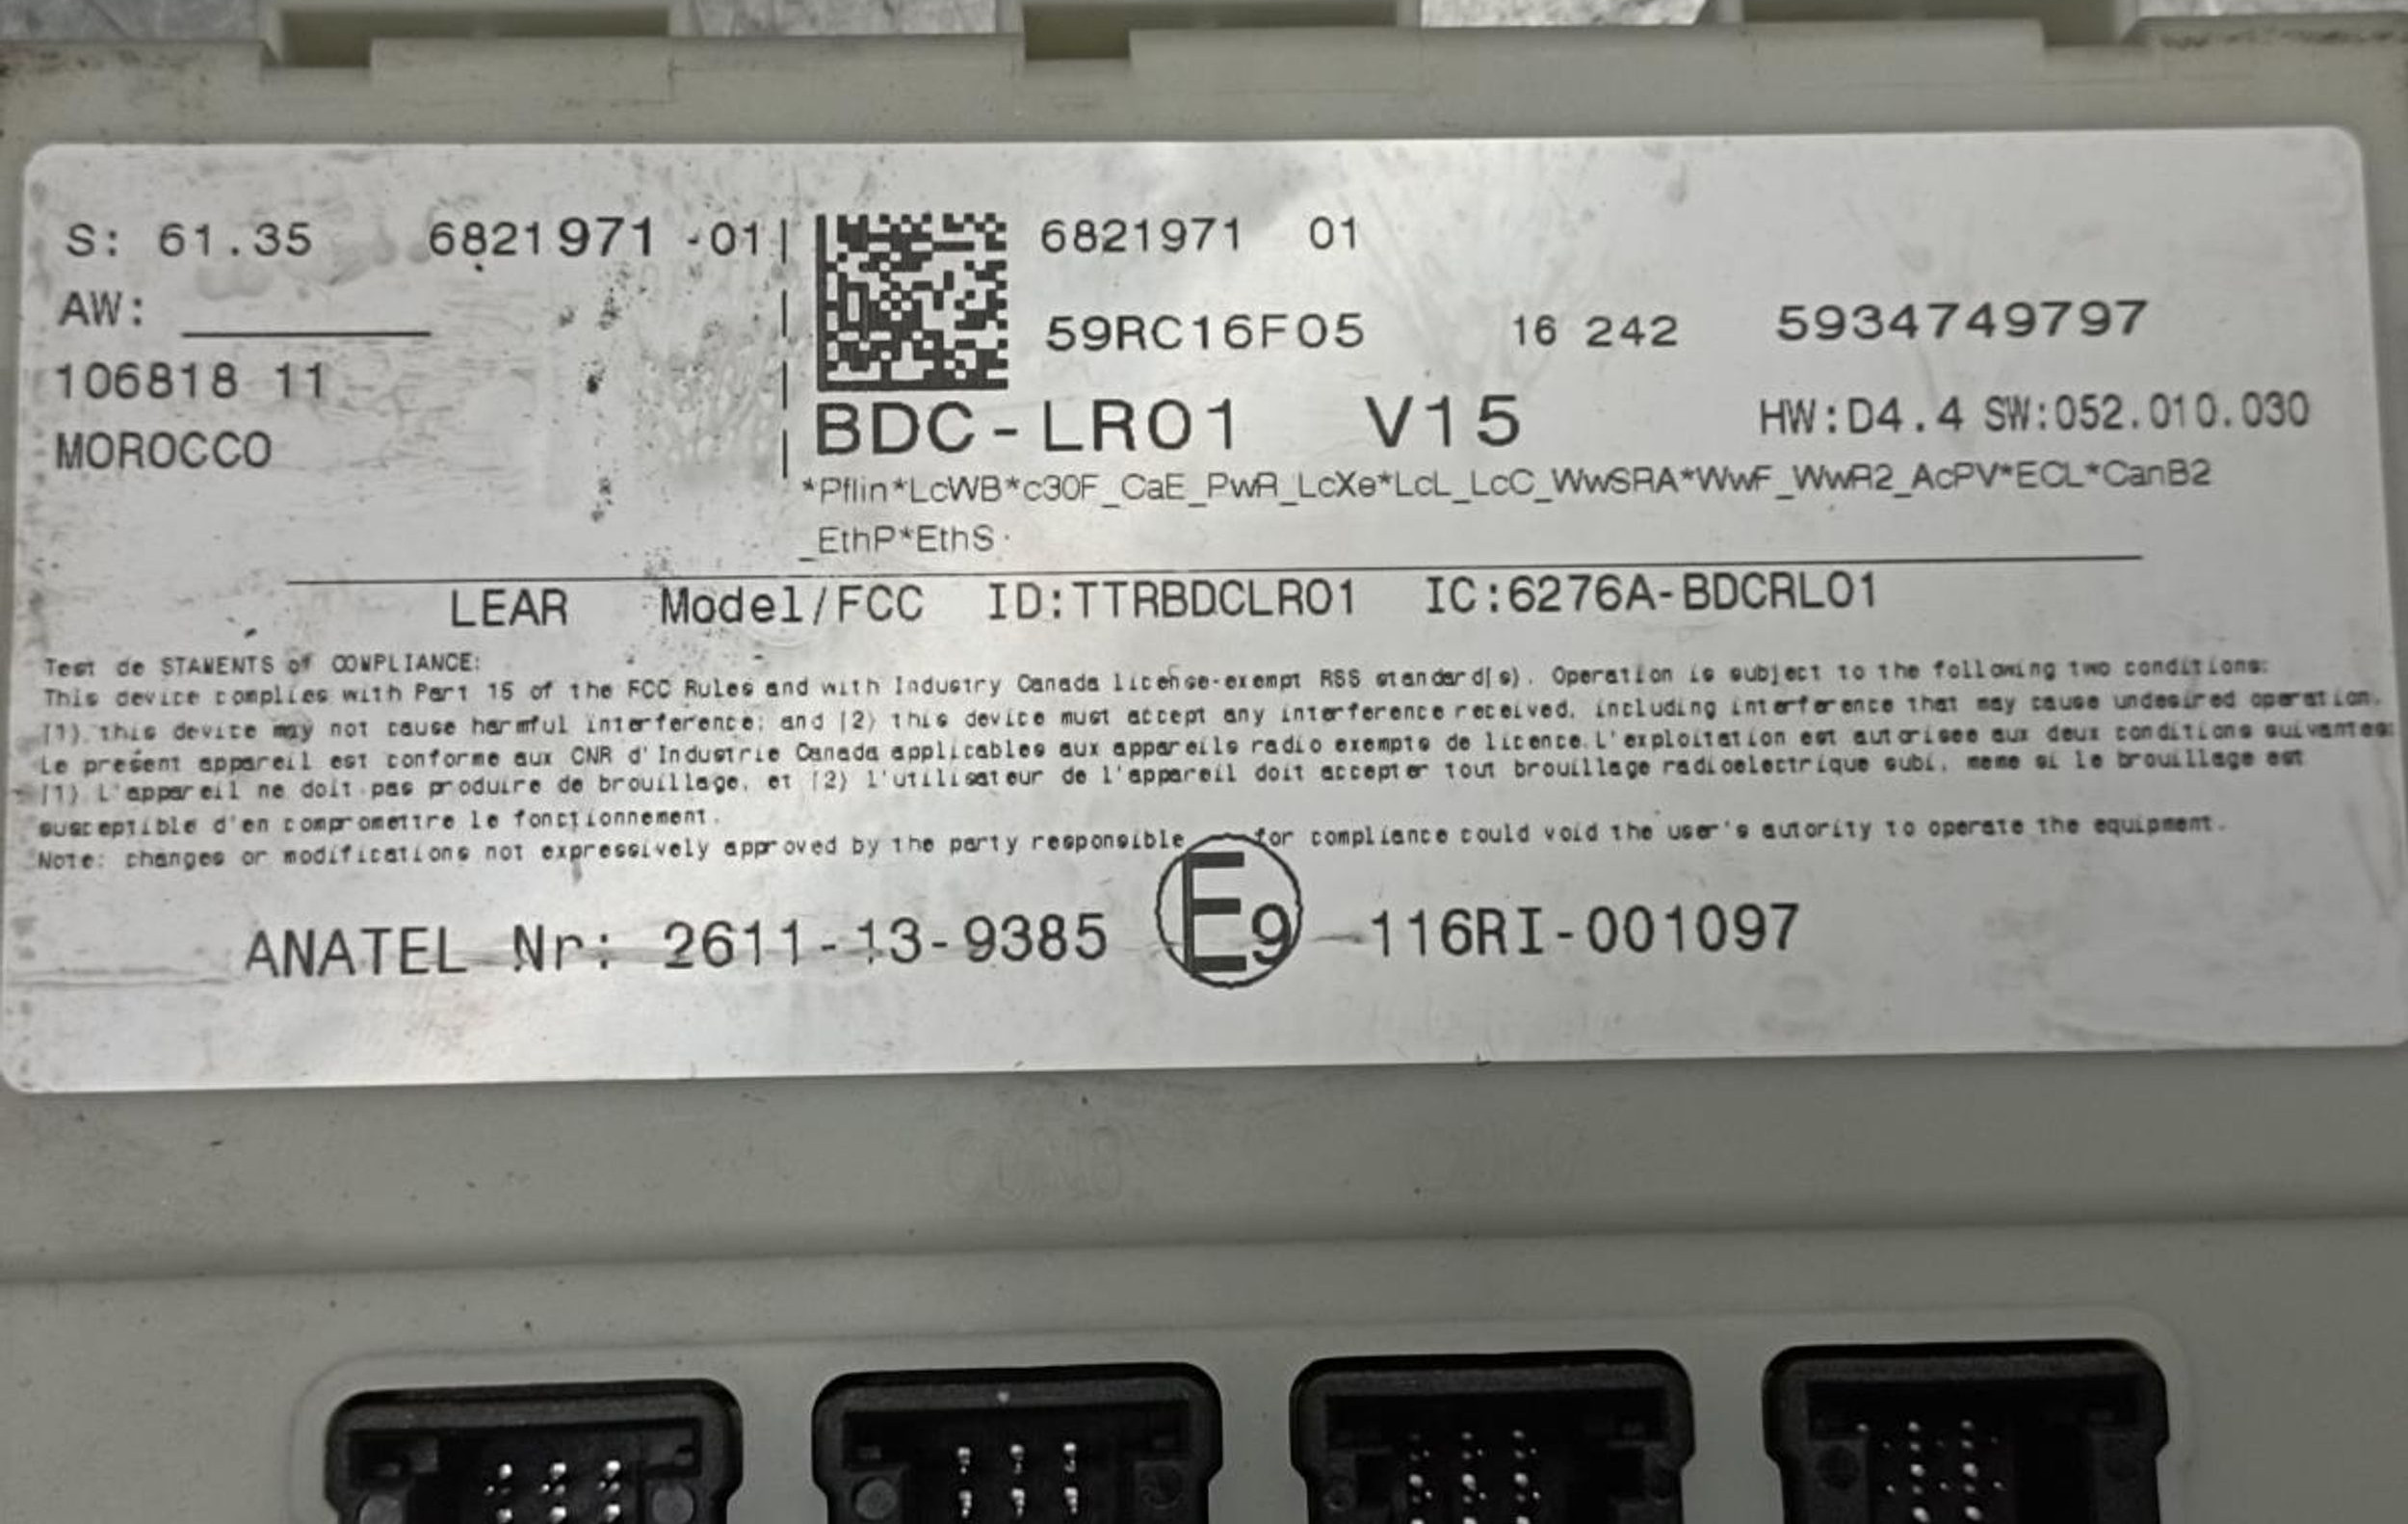 S: 61.35 6821971 -01
AW:
106818 11
MOROCCO
6821971 01
59RC16F05 16 242 5934749797
BDC-LR01 V15 HW:D4.4 SW:052.010.030
*Pflin*LcWB*c30F_CaE_PwR_LcXe*LcL_LcC_WwSRA*WwF_WwR2_AcPV*ECL*CanB2
_EthP*EthS
LEAR Model/FCC ID:TTRBDCLR01 IC:6276A-BDCRL01
Test de STAMENTS of COMPLIANCE:
This device complies with Part 15 of the FCC Rules and with Industry Canada license-exempt RSS standard(s). Operation is subject to the following two conditions:
(1) this device may not cause harmful interference; and (2) this device must accept any interference received, including interference that may cause undesired operation.
Le present appareil est conforme aux CNR d'Industrie Canada applicables aux appareils radio exempts de licence. L'exploitation est autorisee aux deux conditions suivantes:
(1) L'appareil ne doit pas produire de brouillage, et (2) l'utilisateur de l'appareil doit accepter tout brouillage radioelectrique subi, meme si le brouillage est
susceptible d'en compromettre le fonctionnement.
Note: changes or modifications not expressively approved by the party responsible for compliance could void the user's autority to operate the equipment.
ANATEL Nr: 2611-13-9385 E9 116RI-001097